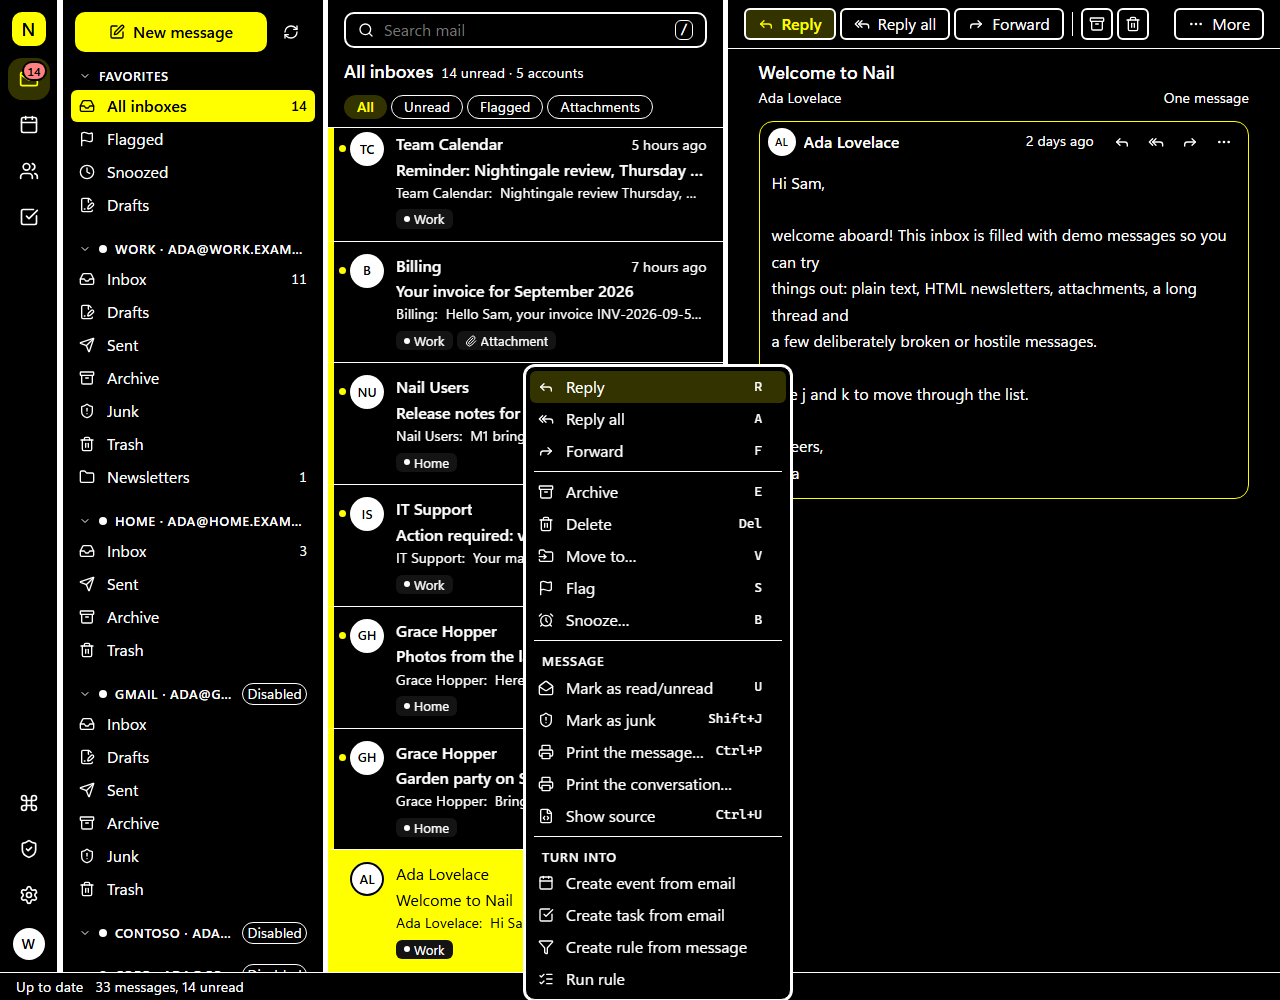 N
14
W
New message
FAVORITES
All inboxes 14
Flagged
Snoozed
Drafts
WORK · ADA@WORK.EXAM...
Inbox 11
Drafts
Sent
Archive
Junk
Trash
Newsletters 1
HOME · ADA@HOME.EXAM...
Inbox 3
Sent
Archive
Trash
GMAIL · ADA@G... Disabled
Inbox
Drafts
Sent
Archive
Junk
Trash
CONTOSO · ADA... Disabled
Search mail /
All inboxes 14 unread · 5 accounts
All Unread Flagged Attachments
TC Team Calendar 5 hours ago
Reminder: Nightingale review, Thursday ...
Team Calendar: Nightingale review Thursday, ...
Work
B Billing 7 hours ago
Your invoice for September 2026
Billing: Hello Sam, your invoice INV-2026-09-5...
Work Attachment
NU Nail Users
Release notes for
Nail Users: M1 bring
Home
IS IT Support
Action required:
IT Support: Your ma
Work
GH Grace Hopper
Photos from the
Grace Hopper: Here
Home
GH Grace Hopper
Garden party on S
Grace Hopper: Bring
Home
AL Ada Lovelace
Welcome to Nail
Ada Lovelace: Hi Sa
Work
Reply Reply all Forward More
Welcome to Nail
Ada Lovelace One message
AL Ada Lovelace 2 days ago
Hi Sam,
welcome aboard! This inbox is filled with demo messages so you
can try
things out: plain text, HTML newsletters, attachments, a long
thread and
a few deliberately broken or hostile messages.
e j and k to move through the list.
eers,
a
Reply R
Reply all A
Forward F
Archive E
Delete Del
Move to... V
Flag S
Snooze... B
MESSAGE
Mark as read/unread U
Mark as junk Shift+J
Print the message... Ctrl+P
Print the conversation...
Show source Ctrl+U
TURN INTO
Create event from email
Create task from email
Create rule from message
Run rule
Up to date 33 messages, 14 unread